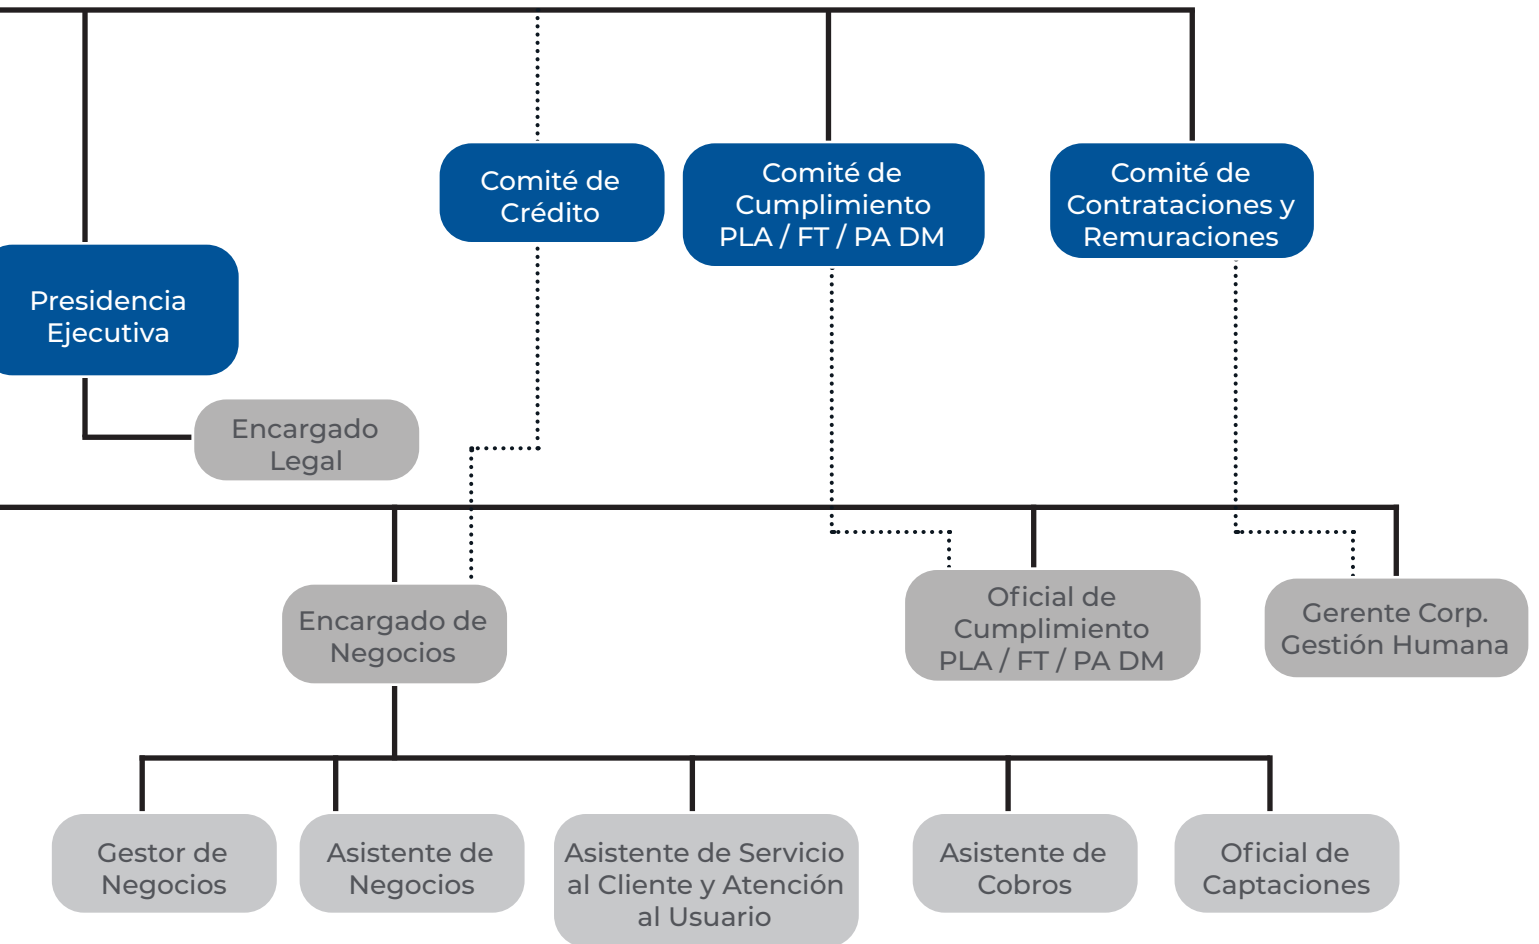 Comité de
Crédito
Comité de
Cumplimiento
PLA / FT / PA DM
Comité de
Contrataciones y
Remuraciones
Presidencia
Ejecutiva
Encargado
Legal
Encargado de
Negocios
Oficial de
Cumplimiento
PLA / FT / PA DM
Gerente Corp.
Gestión Humana
Gestor de
Negocios
Asistente de
Negocios
Asistente de Servicio
al Cliente y Atención
al Usuario
Asistente de
Cobros
Oficial de
Captaciones